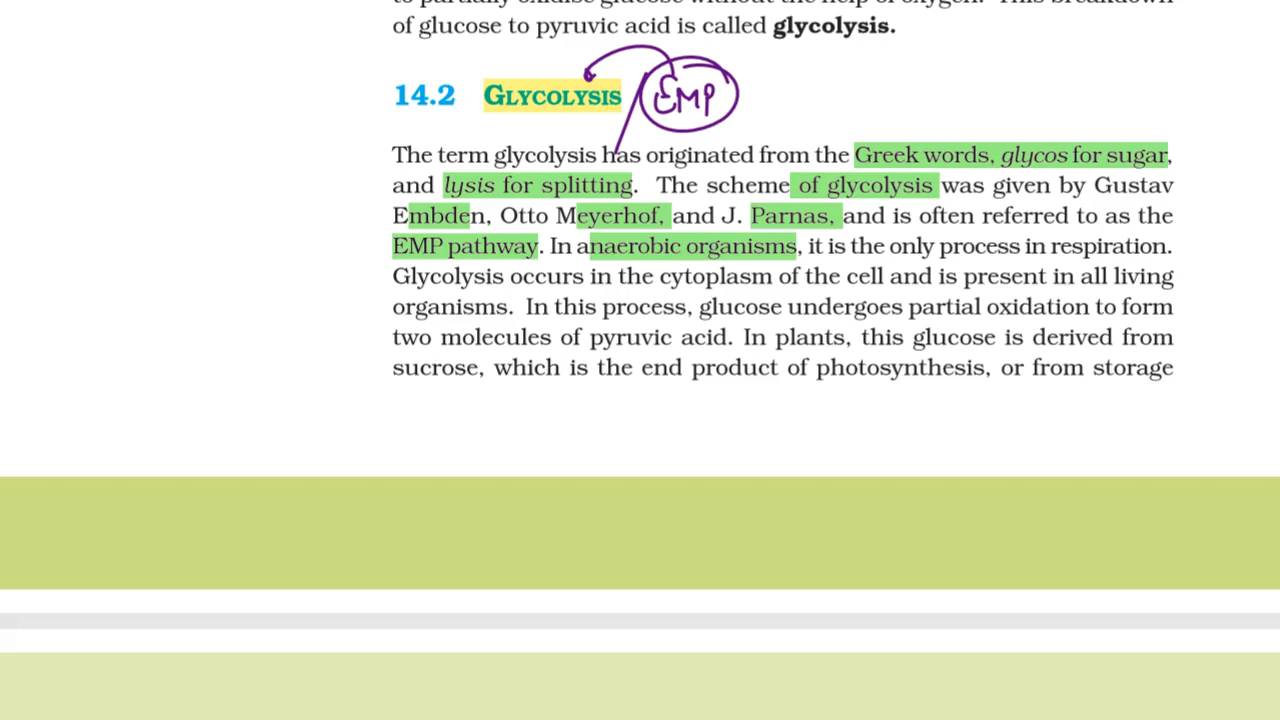 of glucose to pyruvic acid is called glycolysis.
14.2 GLYCOLYSIS EMP
The term glycolysis has originated from the Greek words, glycos for sugar,
and lysis for splitting. The scheme of glycolysis was given by Gustav
Embden, Otto Meyerhof, and J. Parnas, and is often referred to as the
EMP pathway. In anaerobic organisms, it is the only process in respiration.
Glycolysis occurs in the cytoplasm of the cell and is present in all living
organisms. In this process, glucose undergoes partial oxidation to form
two molecules of pyruvic acid. In plants, this glucose is derived from
sucrose, which is the end product of photosynthesis, or from storage